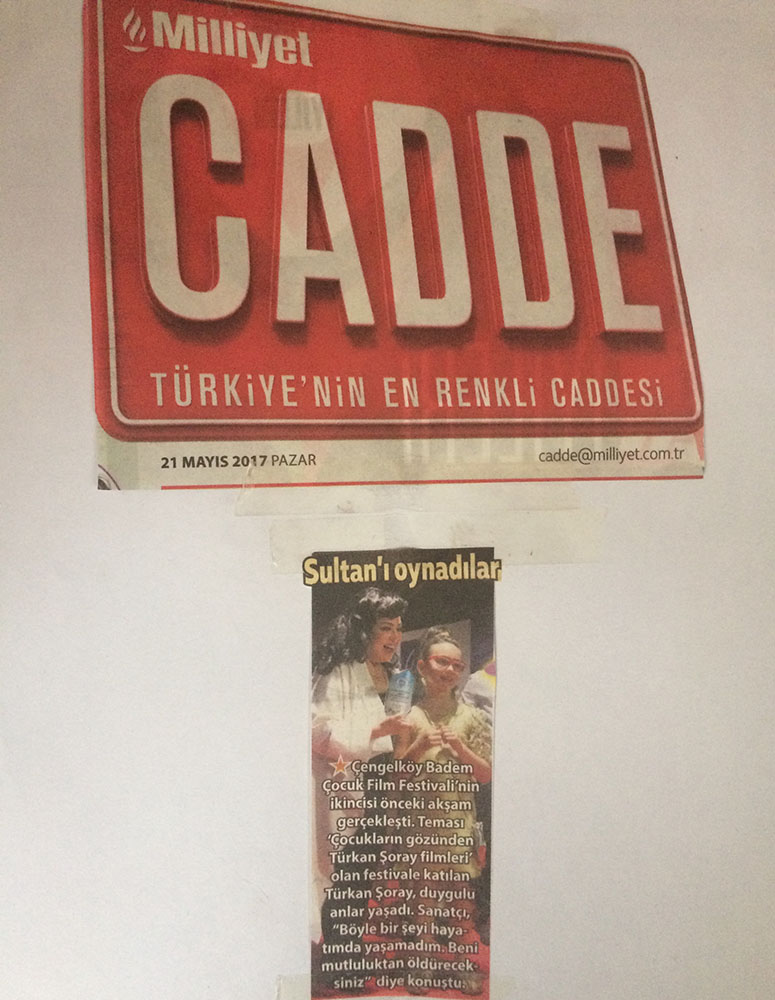 Milliyet
CADDE
TÜRKİYE'NİN EN RENKLİ CADDESİ
21 MAYIS 2017 PAZAR
cadde@milliyet.com.tr
Sultan'ı oynadılar
Çengelköy Badem
Çocuk Film Festivali'nin
ikincisi önceki akşam
gerçekleşti. Teması
'Çocukların gözünden
Türkan Şoray filmleri'
olan festivale katılan
Türkan Şoray, duygulu
anlar yaşadı. Sanatçı,
"Böyle bir şeyi haya-
tımda yaşamadım. Beni
mutluluktan öldürecek-
siniz" diye konuştu.